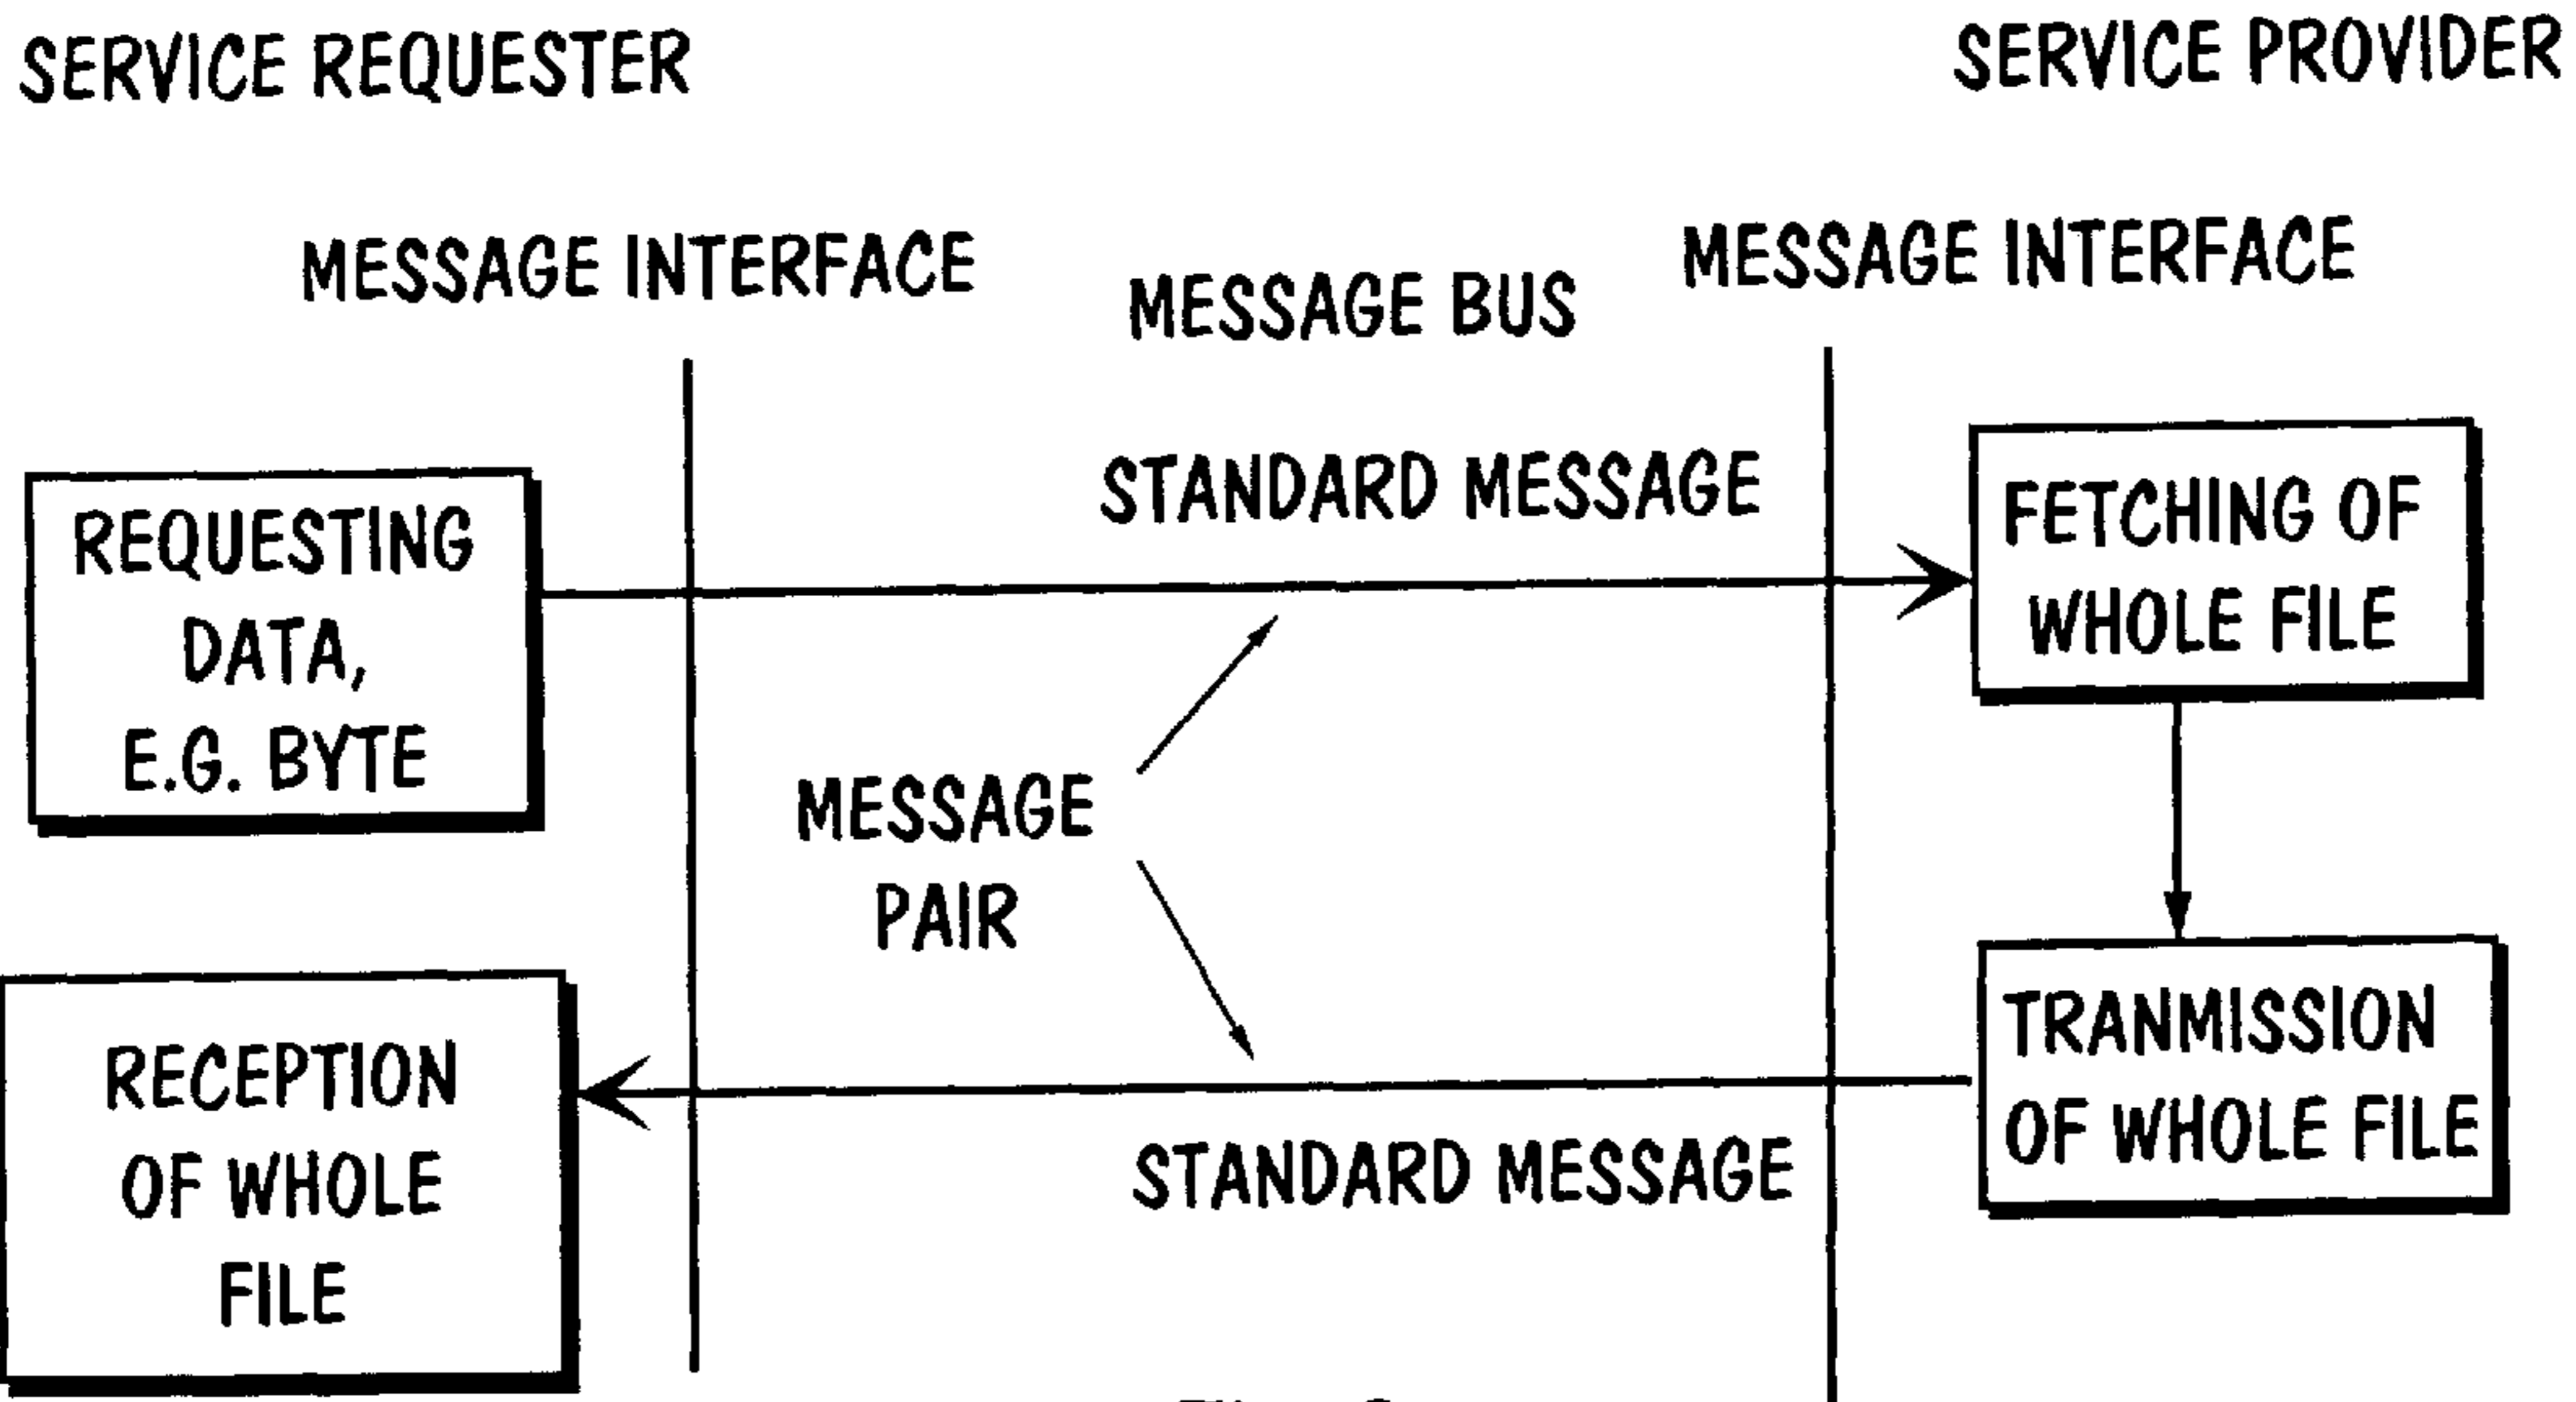 SERVICE REQUESTER
SERVICE PROVIDER
MESSAGE INTERFACE
MESSAGE BUS
MESSAGE INTERFACE
STANDARD MESSAGE
REQUESTING
DATA,
E.G. BYTE
FETCHING OF
WHOLE FILE
MESSAGE
PAIR
RECEPTION
OF WHOLE
FILE
TRANMISSION
OF WHOLE FILE
STANDARD MESSAGE